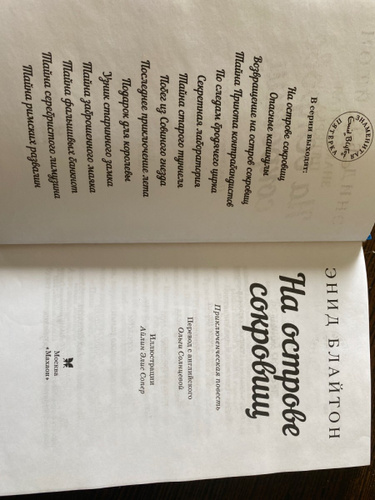 ЗНАМЕНИТАЯ
ПЯТЕРКА
В серии выходят:
На острове сокровищ
Опасные каникулы
Возвращение на остров сокровищ
Тайна Приюта контрабандистов
По следам бродячего цирка
Секретная лаборатория
Тайна старого туннеля
Побег из Совиного гнезда
Последнее приключение лета
Подарок для королевы
Узник старинного замка
Тайна заброшенного маяка
Тайна фальшивых банкнот
Тайна серебристого лимузина
Тайна римских развалин
ЭНИД БЛАЙТОН
На острове
сокровищ
Приключенческая повесть
Перевод с английского
Ольги Солнцевой
Иллюстрации
Айлин Элис Сопер
Москва
«Махаон»